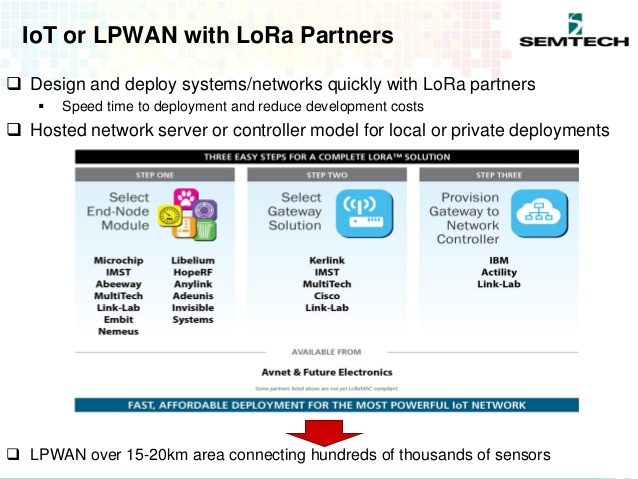 IoT or LPWAN with LoRa Partners
SEMTECH
Design and deploy systems/networks quickly with LoRa partners
Speed time to deployment and reduce development costs
Hosted network server or controller model for local or private deployments
THREE EASY STEPS FOR A COMPLETE LORA™ SOLUTION
STEP ONE
Select
End-Node
Module
Microchip
IMST
Abeeway
MultiTech
Link-Lab
Embit
Nemeus
Libelium
HopeRF
Anylink
Adeunis
Invisible
Systems
STEP TWO
Select
Gateway
Solution
Kerlink
IMST
MultiTech
Cisco
Link-Lab
STEP THREE
Provision
Gateway to
Network
Controller
IBM
Actility
Link-Lab
AVAILABLE FROM
Avnet & Future Electronics
Some partners listed above are not yet LoRaMAC compliant.
FAST, AFFORDABLE DEPLOYMENT FOR THE MOST POWERFUL IoT NETWORK
LPWAN over 15-20km area connecting hundreds of thousands of sensors